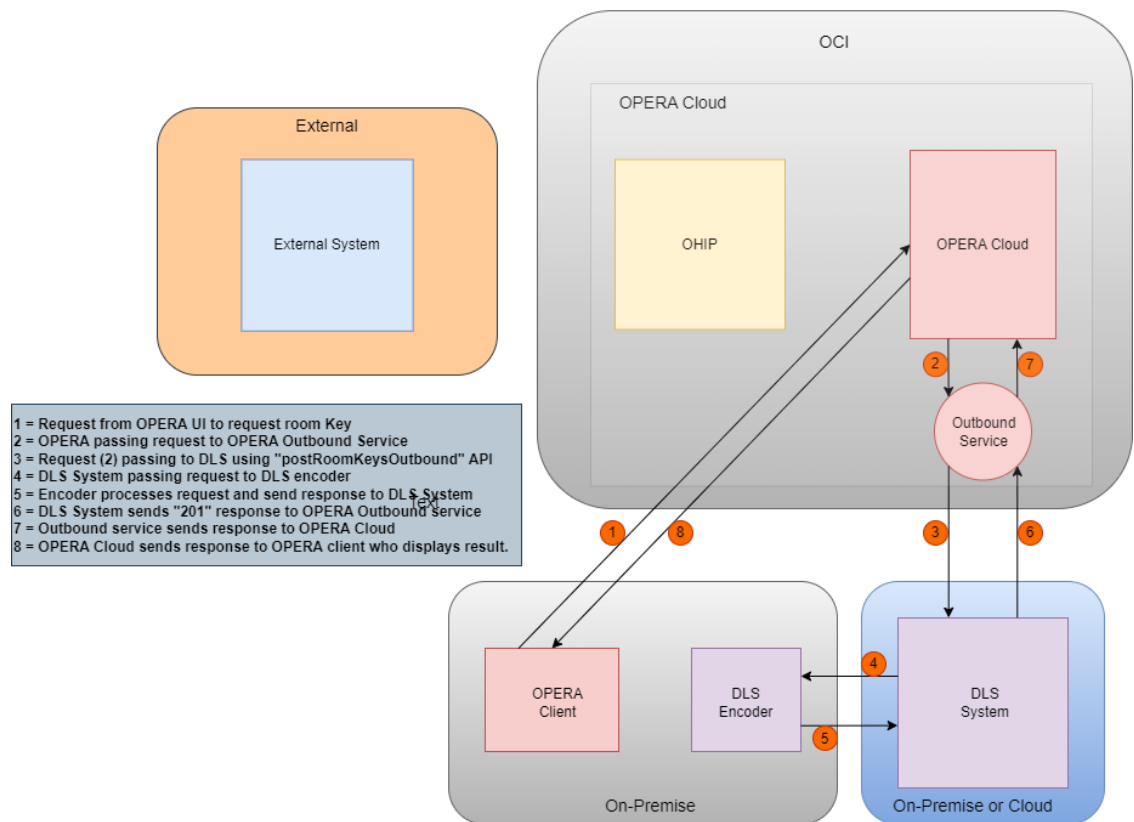 OCI
OPERA Cloud
External
External System
OHIP
OPERA Cloud
2
7
Outbound
Service
1 = Request from OPERA UI to request room Key
2 = OPERA passing request to OPERA Outbound Service
3 = Request (2) passing to DLS using "postRoomKeysOutbound" API
4 = DLS System passing request to DLS encoder
5 = Encoder processes request and send response to DLS System
Text
6 = DLS System sends "201" response to OPERA Outbound service
7 = Outbound service sends response to OPERA Cloud
8 = OPERA Cloud sends response to OPERA client who displays result.
1
8
3
6
OPERA
Client
DLS
Encoder
4
5
DLS
System
On-Premise
On-Premise or Cloud